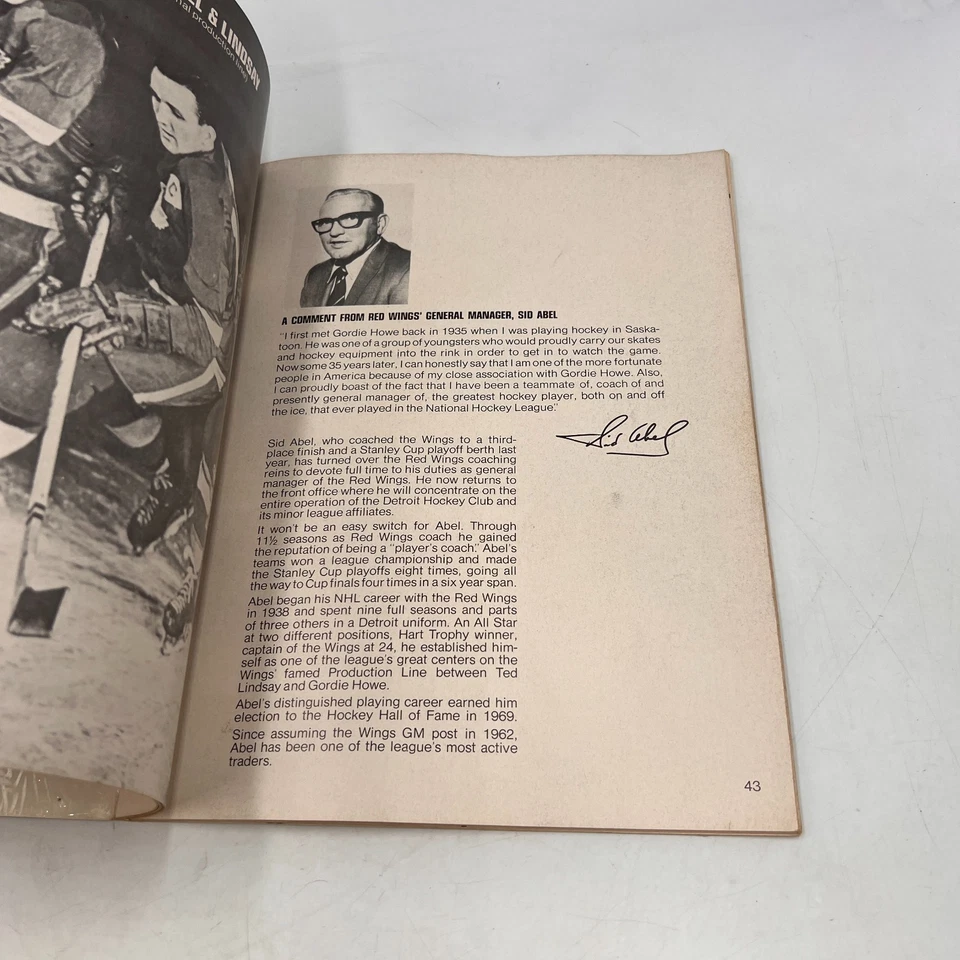 & LINDSAY
production line)
A COMMENT FROM RED WINGS' GENERAL MANAGER, SID ABEL
"I first met Gordie Howe back in 1935 when I was playing hockey in Saska-
toon. He was one of a group of youngsters who would proudly carry our skates
and hockey equipment into the rink in order to get in to watch the game.
Now some 35 years later, I can honestly say that I am one of the more fortunate
people in America because of my close association with Gordie Howe. Also,
I can proudly boast of the fact that I have been a teammate of, coach of and
presently general manager of, the greatest hockey player, both on and off
the ice, that ever played in the National Hockey League."
Sid Abel
Sid Abel, who coached the Wings to a third-
place finish and a Stanley Cup playoff berth last
year, has turned over the Red Wings coaching
reins to devote full time to his duties as general
manager of the Red Wings. He now returns to
the front office where he will concentrate on the
entire operation of the Detroit Hockey Club and
its minor league affiliates.
It won't be an easy switch for Abel. Through
11½ seasons as Red Wings coach he gained
the reputation of being a "player's coach." Abel's
teams won a league championship and made
the Stanley Cup playoffs eight times, going all
the way to Cup finals four times in a six year span.
Abel began his NHL career with the Red Wings
in 1938 and spent nine full seasons and parts
of three others in a Detroit uniform. An All Star
at two different positions, Hart Trophy winner,
captain of the Wings at 24, he established him-
self as one of the league's great centers on the
Wings' famed Production Line between Ted
Lindsay and Gordie Howe.
Abel's distinguished playing career earned him
election to the Hockey Hall of Fame in 1969.
Since assuming the Wings GM post in 1962,
Abel has been one of the league's most active
traders.
43